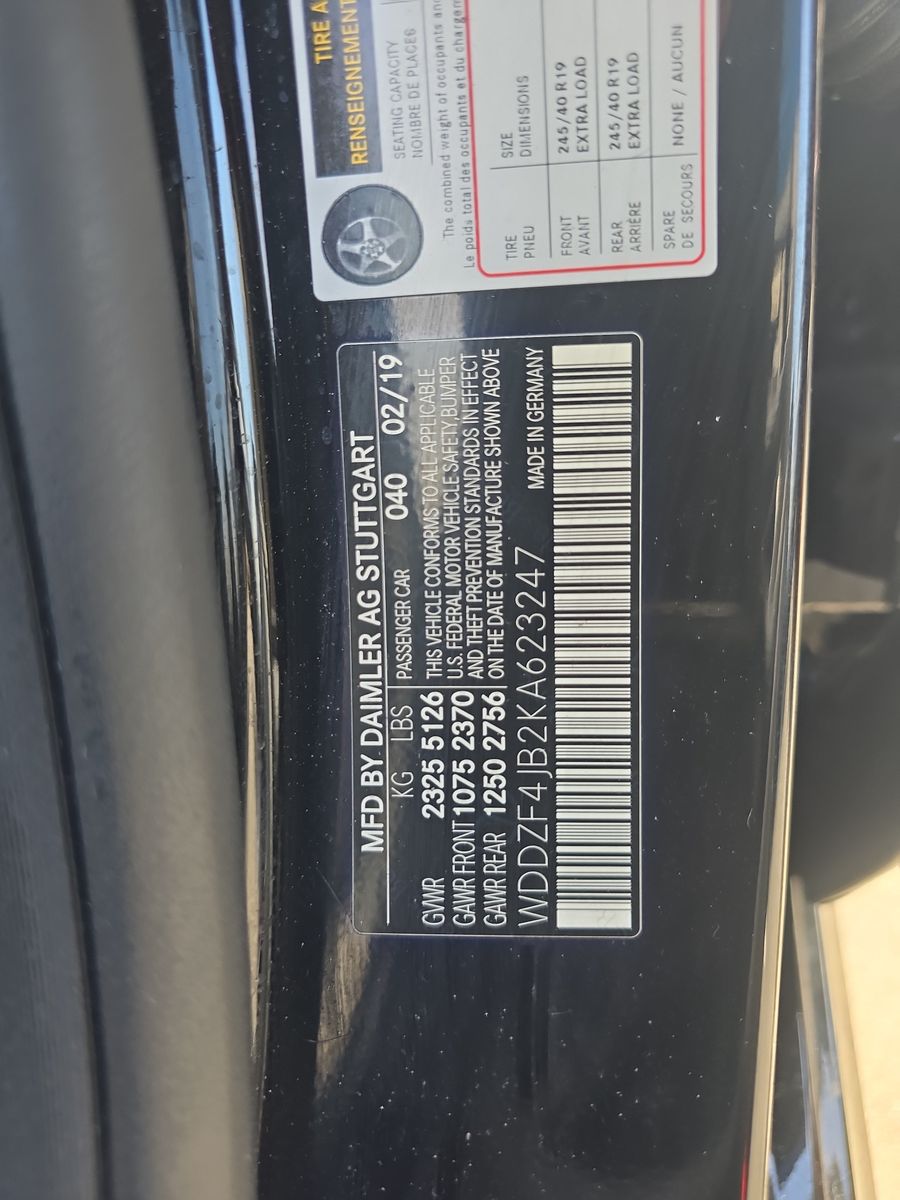 MFD BY DAIMLER AG STUTTGART
KG LBS PASSENGER CAR 040 02/19
GVWR 2325 5126 THIS VEHICLE CONFORMS TO ALL APPLICABLE
GAWR FRONT 1075 2370 U.S. FEDERAL MOTOR VEHICLE SAFETY, BUMPER
AND THEFT PREVENTION STANDARDS IN EFFECT
GAWR REAR 1250 2756 ON THE DATE OF MANUFACTURE SHOWN ABOVE
WDDZF4JB2KA623247 MADE IN GERMANY
TIRE A
RENSEIGNEMENT
SEATING CAPACITY
NOMBRE DE PLACES
The combined weight of occupants and
Le poids total des occupants et du chargem
TIRE SIZE
PNEU DIMENSIONS
FRONT 245/40 R19
AVANT EXTRA LOAD
REAR 245/40 R19
ARRIÈRE EXTRA LOAD
SPARE NONE / AUCUN
DE SECOURS